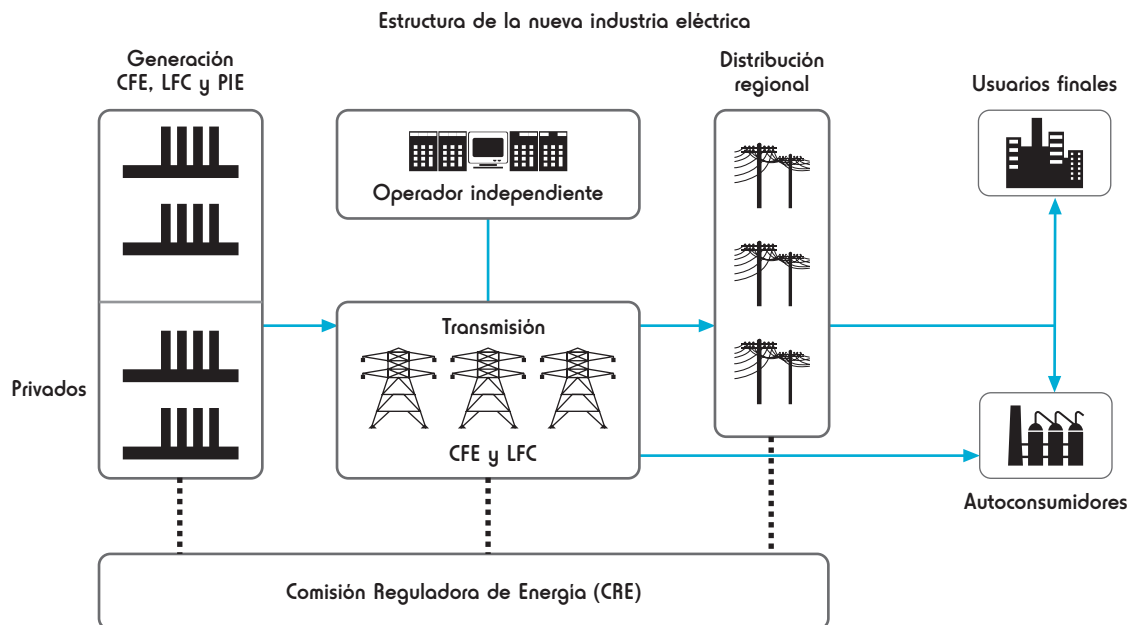 Estructura de la nueva industria eléctrica
Generación
CFE, LFC y PIE
Distribución
regional
Usuarios finales
Operador independiente
Transmisión
Privados
CFE y LFC
Autoconsumidores
Comisión Reguladora de Energía (CRE)